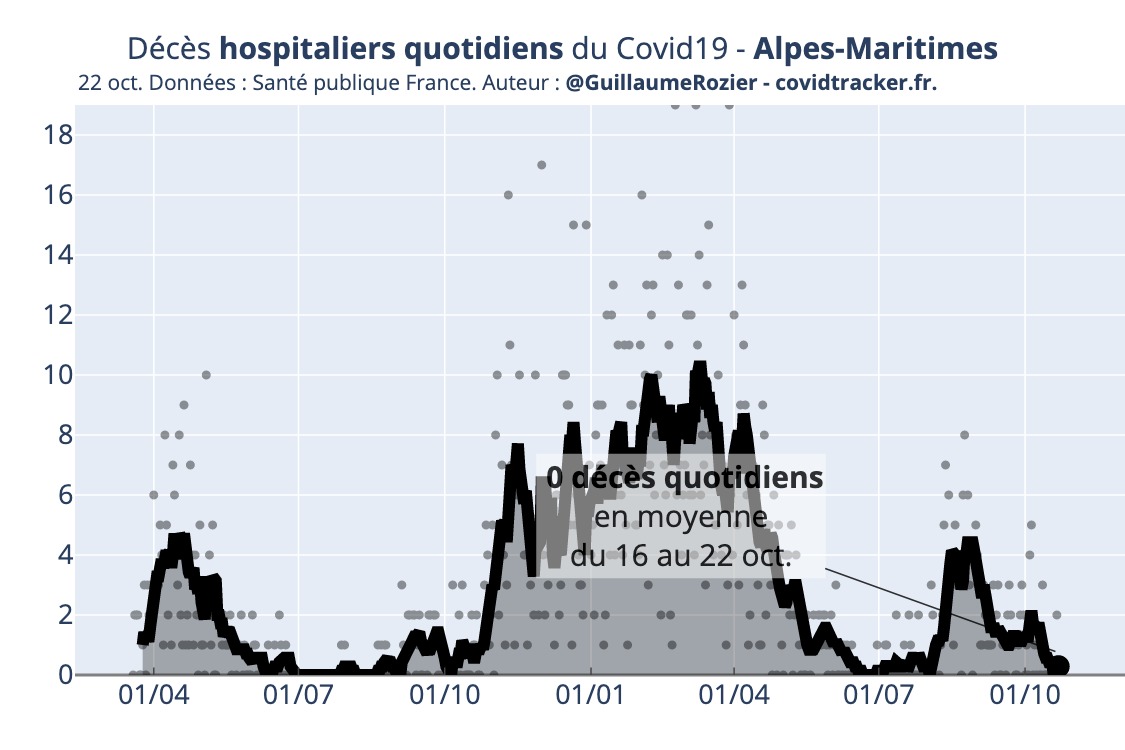 Décès hospitaliers quotidiens du Covid19 - Alpes-Maritimes
22 oct. Données : Santé publique France. Auteur : @GuillaumeRozier - covidtracker.fr.
18
16
14
12
10
8
6
4
2
0
0 décès quotidiens
en moyenne
du 16 au 22 oct.
01/04 01/07 01/10 01/01 01/04 01/07 01/10